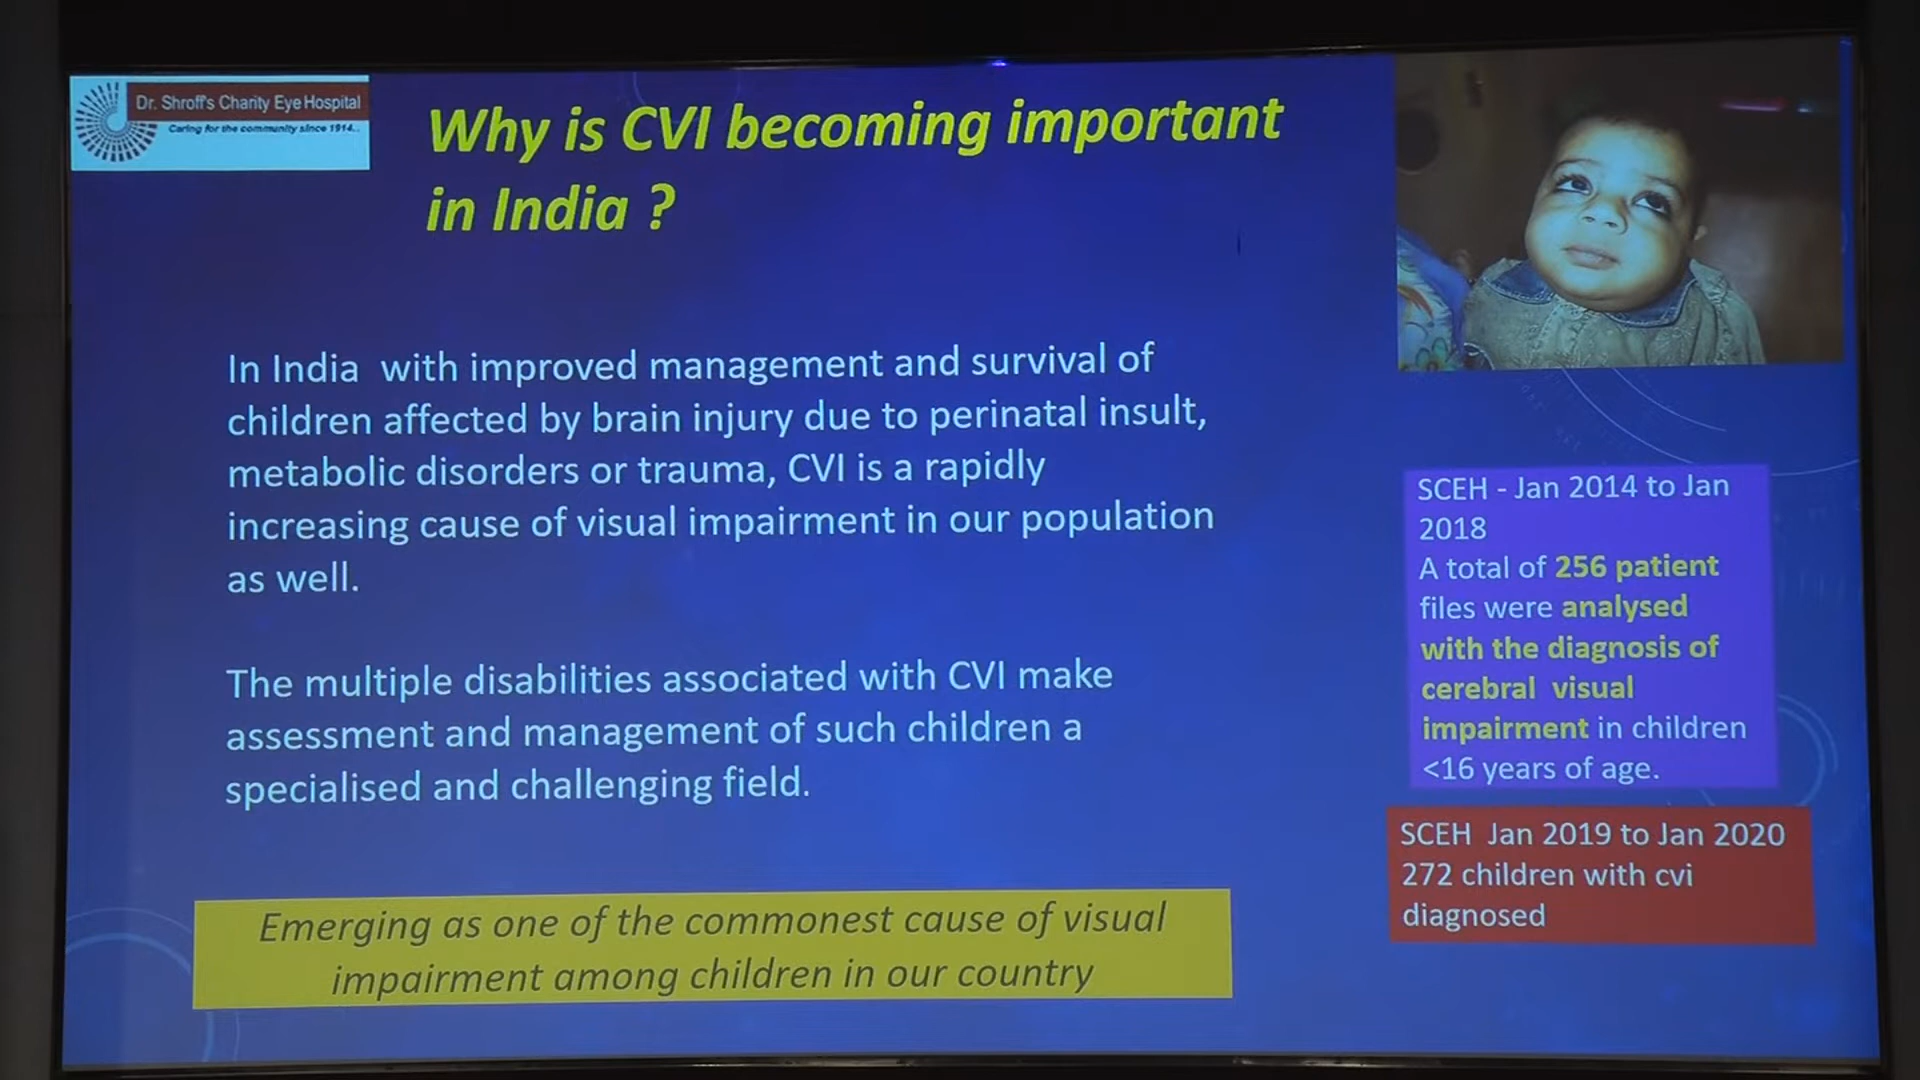 Dr. Shroff's Charity Eye Hospital
Caring for the community since 1914..
Why is CVI becoming important
in India ?
In India with improved management and survival of
children affected by brain injury due to perinatal insult,
metabolic disorders or trauma, CVI is a rapidly
increasing cause of visual impairment in our population
as well.
The multiple disabilities associated with CVI make
assessment and management of such children a
specialised and challenging field.
Emerging as one of the commonest cause of visual
impairment among children in our country
SCEH - Jan 2014 to Jan
2018
A total of 256 patient
files were analysed
with the diagnosis of
cerebral visual
impairment in children
<16 years of age.
SCEH Jan 2019 to Jan 2020
272 children with cvi
diagnosed